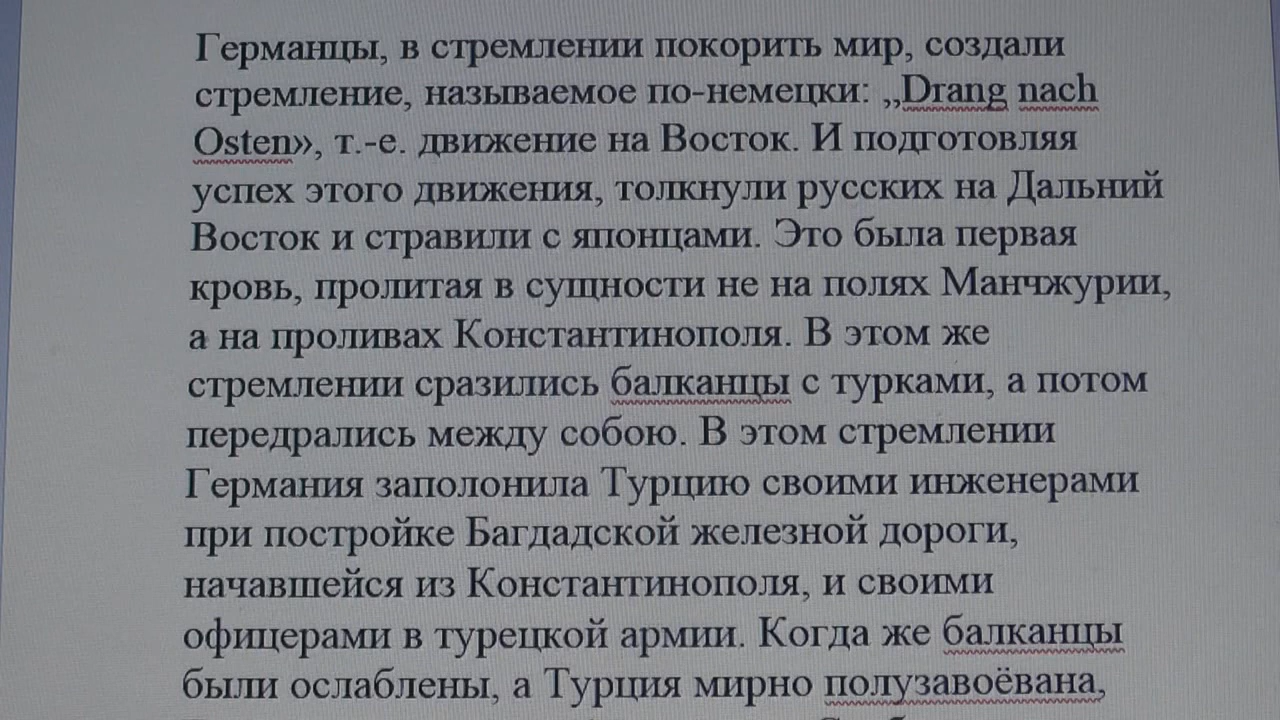 Германцы, в стремлении покорить мир, создали
стремление, называемое по-немецки: ,,Drang nach
Osten», т.-е. движение на Восток. И подготовляя
успех этого движения, толкнули русских на Дальний
Восток и стравили с японцами. Это была первая
кровь, пролитая в сущности не на полях Манчжурии,
а на проливах Константинополя. В этом же
стремлении сразились балканцы с турками, а потом
передрались между собою. В этом стремлении
Германия заполонила Турцию своими инженерами
при постройке Багдадской железной дороги,
начавшейся из Константинополя, и своими
офицерами в турецкой армии. Когда же балканцы
были ослаблены, а Турция мирно полузавоёвана,